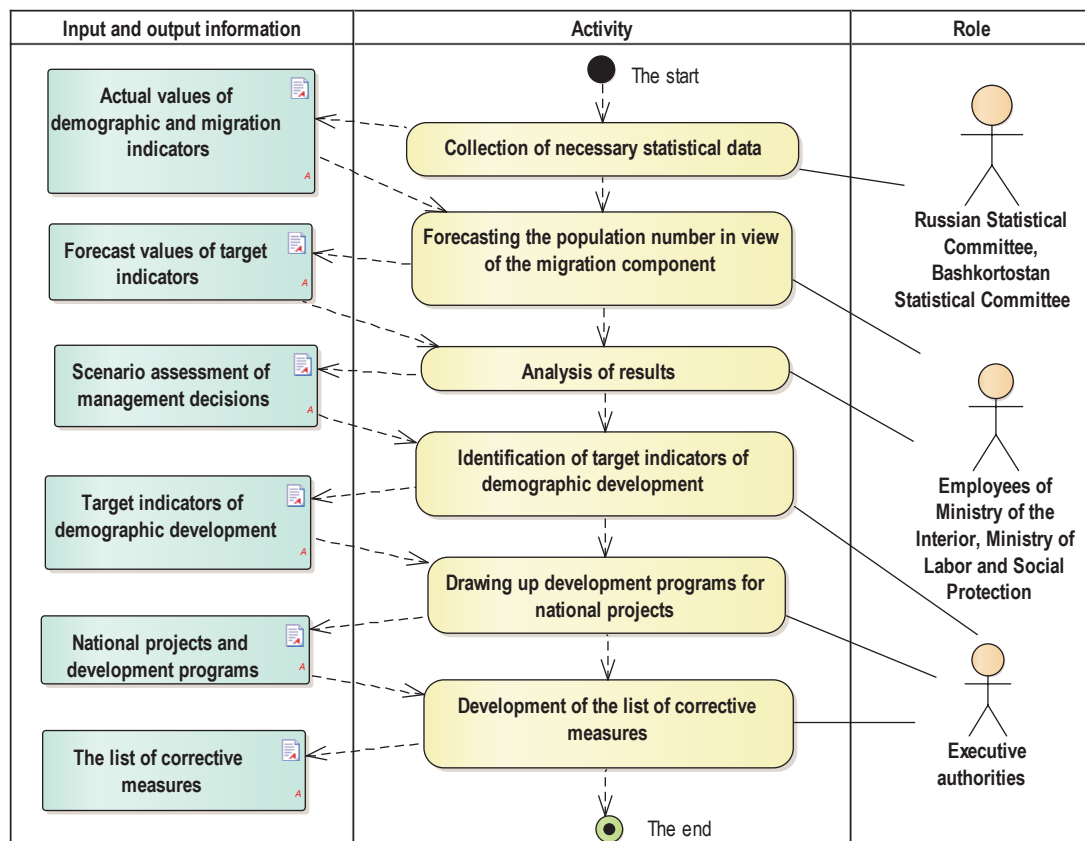 Input and output information
Activity
Role
The start
Actual values of
demographic and migration
indicators
A
Collection of necessary statistical data
Russian Statistical
Committee,
Bashkortostan
Statistical Committee
Forecast values of target
indicators
A
Forecasting the population number in view
of the migration component
Scenario assessment of
management decisions
A
Analysis of results
Employees of
Ministry of the
Interior, Ministry of
Labor and Social
Protection
Identification of target indicators of
demographic development
Target indicators of
demographic development
A
Drawing up development programs for
national projects
National projects and
development programs
A
Development of the list of corrective
measures
Executive
authorities
The list of corrective
measures
A
The end